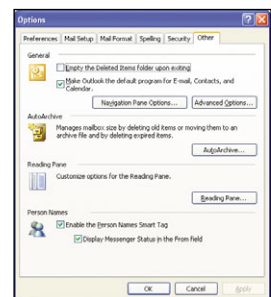 Options
Preferences Mail Setup Mail Format Spelling Security Other
General
Empty the Deleted Items folder upon exiting
Make Outlook the default program for E-mail, Contacts, and
Calendar.
Navigation Pane Options... Advanced Options...
AutoArchive
Manages mailbox size by deleting old items or moving them to an
archive file and by deleting expired items.
AutoArchive...
Reading Pane
Customize options for the Reading Pane.
Reading Pane...
Person Names
Enable the Person Names Smart Tag
Display Messenger Status in the From field
OK Cancel Apply